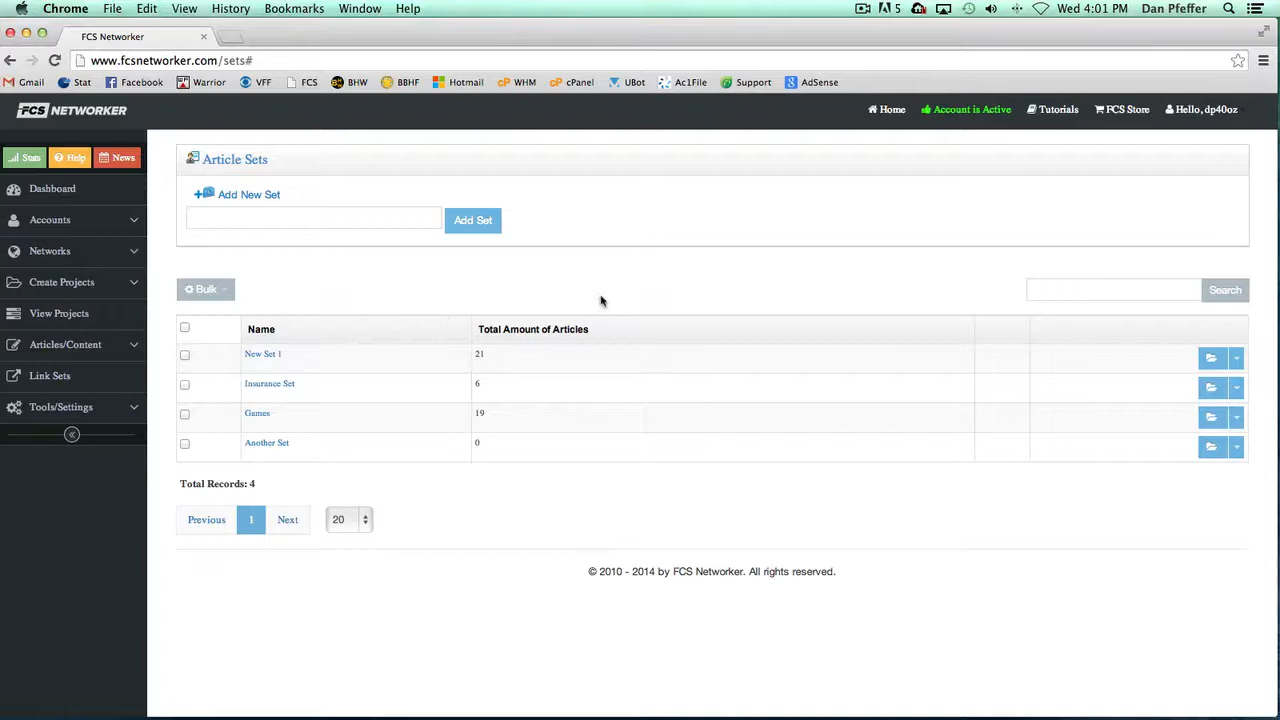 Chrome File Edit View History Bookmarks Window Help 5 Wed 4:01 PM Dan Pfeffer
FCS Networker
www.fcsnetworker.com/sets#
Gmail Stat Facebook Warrior VFF FCS BHW BBHF Hotmail cP WHM cP cPanel UBot Ac1File Support AdSense
FCS NETWORKER Home Account is Active Tutorials FCS Store Hello, dp40oz
Stats Help News
Dashboard
Accounts
Networks
Create Projects
View Projects
Articles/Content
Link Sets
Tools/Settings
Article Sets
Add New Set
Add Set
Bulk Search
Name Total Amount of Articles
New Set 1 21
Insurance Set 6
Games 19
Another Set 0
Total Records: 4
Previous 1 Next 20
© 2010 - 2014 by FCS Networker. All rights reserved.